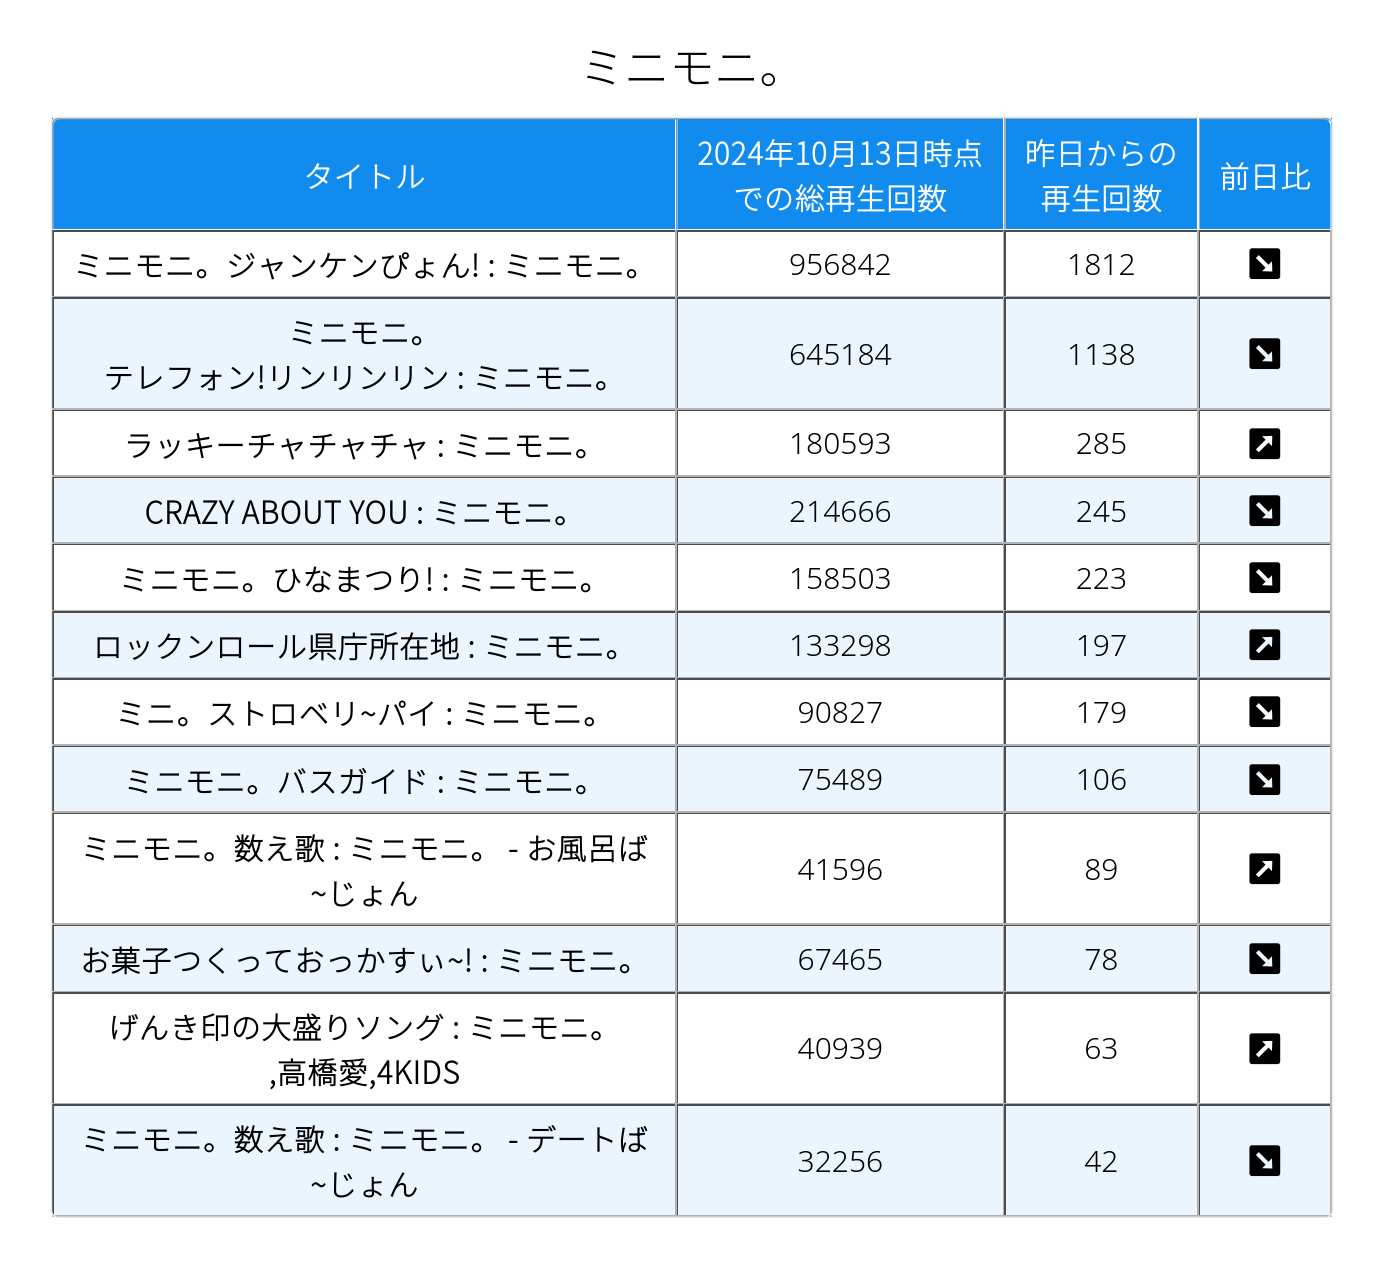 ミニモニ。
タイトル
2024年10月13日時点
での総再生回数
昨日からの
再生回数
前日比
ミニモニ。ジャンケンぴょん! : ミニモニ。
956842
1812
ミニモニ。
テレフォン!リンリンリン : ミニモニ。
645184
1138
ラッキーチャチャチャ : ミニモニ。
180593
285
CRAZY ABOUT YOU : ミニモニ。
214666
245
ミニモニ。ひなまつり! : ミニモニ。
158503
223
ロックンロール県庁所在地 : ミニモニ。
133298
197
ミニ。ストロベリ~パイ : ミニモニ。
90827
179
ミニモニ。バスガイド : ミニモニ。
75489
106
ミニモニ。数え歌 : ミニモニ。 - お風呂ば
~じょん
41596
89
お菓子つくっておっかすぃ~! : ミニモニ。
67465
78
げんき印の大盛りソング : ミニモニ。
,高橋愛,4KIDS
40939
63
ミニモニ。数え歌 : ミニモニ。 - デートば
~じょん
32256
42